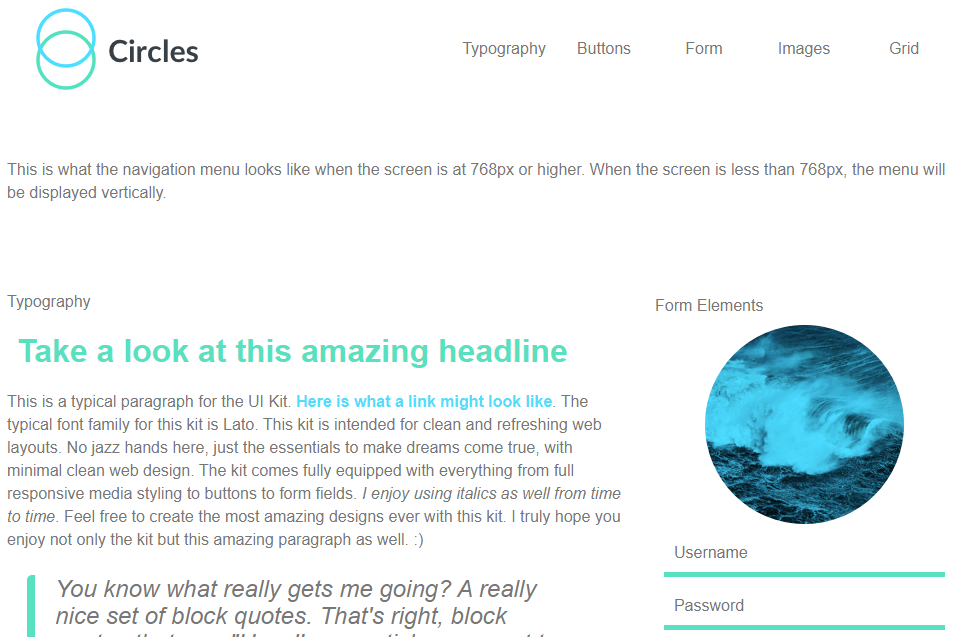 Circles
Typography Buttons Form Images Grid
This is what the navigation menu looks like when the screen is at 768px or higher. When the screen is less than 768px, the menu will
be displayed vertically.
Typography
Take a look at this amazing headline
This is a typical paragraph for the UI Kit. Here is what a link might look like. The
typical font family for this kit is Lato. This kit is intended for clean and refreshing web
layouts. No jazz hands here, just the essentials to make dreams come true, with
minimal clean web design. The kit comes fully equipped with everything from full
responsive media styling to buttons to form fields. I enjoy using italics as well from time
to time. Feel free to create the most amazing designs ever with this kit. I truly hope you
enjoy not only the kit but this amazing paragraph as well. :)
You know what really gets me going? A really
nice set of block quotes. That's right, block
Form Elements
Username
Password